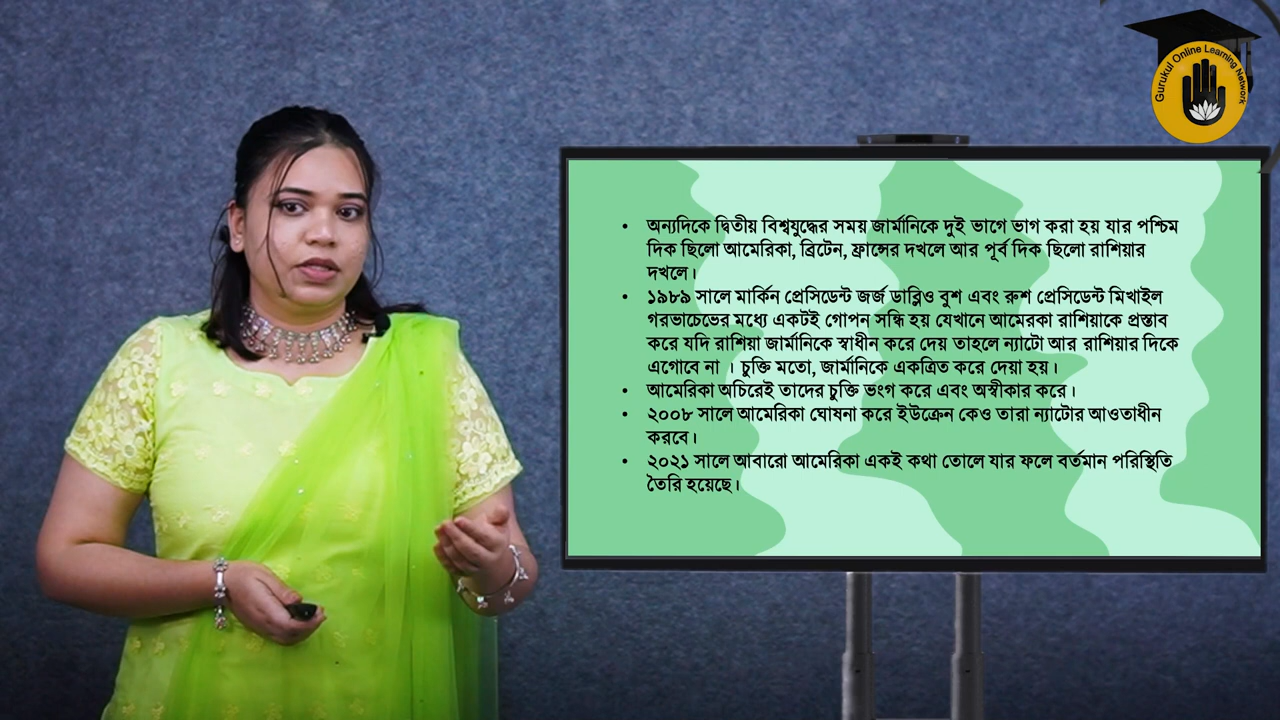 Gurukul Online Learning Network
• অন্যদিকে দ্বিতীয় বিশ্বযুদ্ধের সময় জার্মানিকে দুই ভাগে ভাগ করা হয় যার পশ্চিম
দিক ছিলো আমেরিকা, ব্রিটেন, ফ্রান্সের দখলে আর পূর্ব দিক ছিলো রাশিয়ার
দখলে।
• ১৯৮৯ সালে মার্কিন প্রেসিডেন্ট জর্জ ডাব্লিও বুশ এবং রুশ প্রেসিডেন্ট মিখাইল
গরভাচেভের মধ্যে একটই গোপন সন্ধি হয় যেখানে আমেরকা রাশিয়াকে প্রস্তাব
করে যদি রাশিয়া জার্মানিকে স্বাধীন করে দেয় তাহলে ন্যাটো আর রাশিয়ার দিকে
এগোবে না । চুক্তি মতো, জার্মানিকে একত্রিত করে দেয়া হয়।
• আমেরিকা অচিরেই তাদের চুক্তি ভংগ করে এবং অস্বীকার করে।
• ২০০৮ সালে আমেরিকা ঘোষনা করে ইউক্রেন কেও তারা ন্যাটোর আওতাধীন
করবে।
• ২০২১ সালে আবারো আমেরিকা একই কথা তোলে যার ফলে বর্তমান পরিস্থিতি
তৈরি হয়েছে।